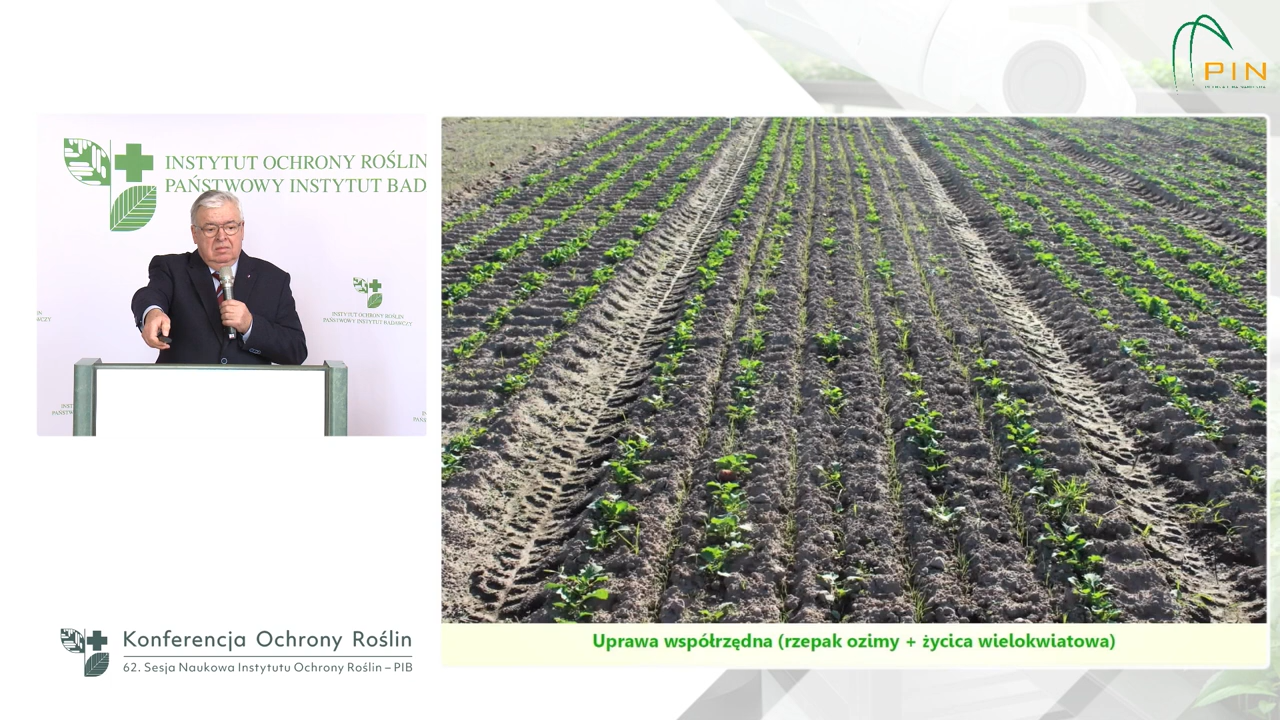 PIN
INSTYTUT OCHRONY ROŚLIN
PAŃSTWOWY INSTYTUT BAD
INSTYTUT OCHRONY ROŚLIN
PAŃSTWOWY INSTYTUT BADAWCZY
Uprawa współrzędna (rzepak ozimy + życica wielokwiatowa)
Konferencja Ochrony Roślin
62. Sesja Naukowa Instytutu Ochrony Roślin – PIB